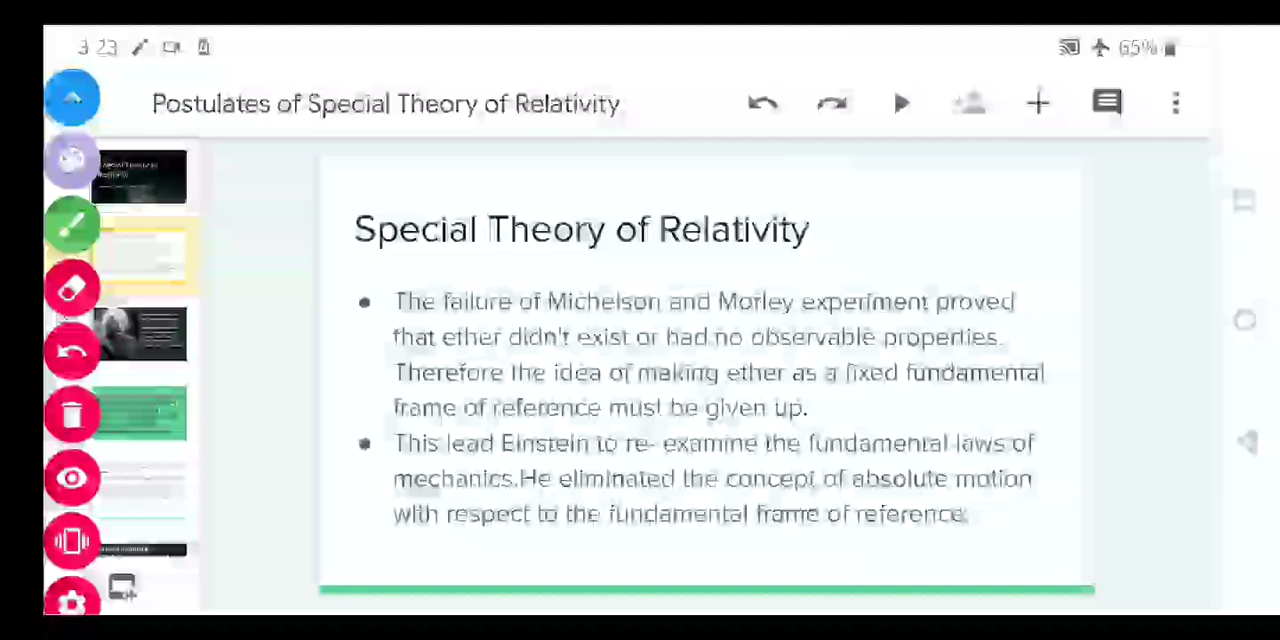 3 23
65%
Postulates of Special Theory of Relativity
Special Theory of Relativity
The failure of Michelson and Morley experiment proved
that ether didn't exist or had no observable properties.
Therefore the idea of making ether as a fixed fundamental
frame of reference must be given up.
This lead Einstein to re- examine the fundamental laws of
mechanics.He eliminated the concept of absolute motion
with respect to the fundamental frame of reference.